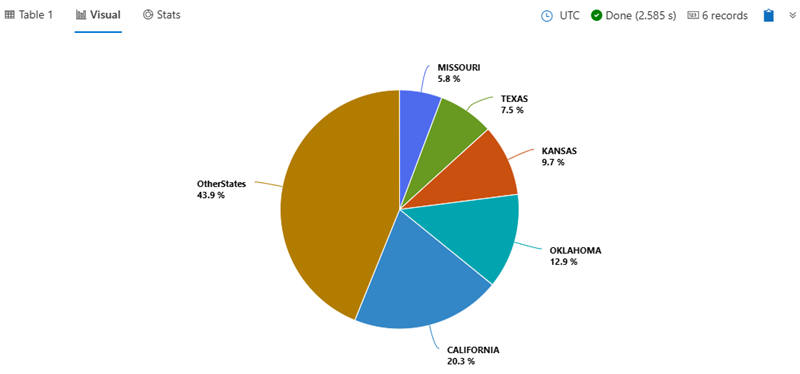 Table 1 Visual Stats UTC Done (2.585 s) 6 records
MISSOURI
5.8 %
TEXAS
7.5 %
KANSAS
9.7 %
OtherStates
43.9 %
OKLAHOMA
12.9 %
CALIFORNIA
20.3 %